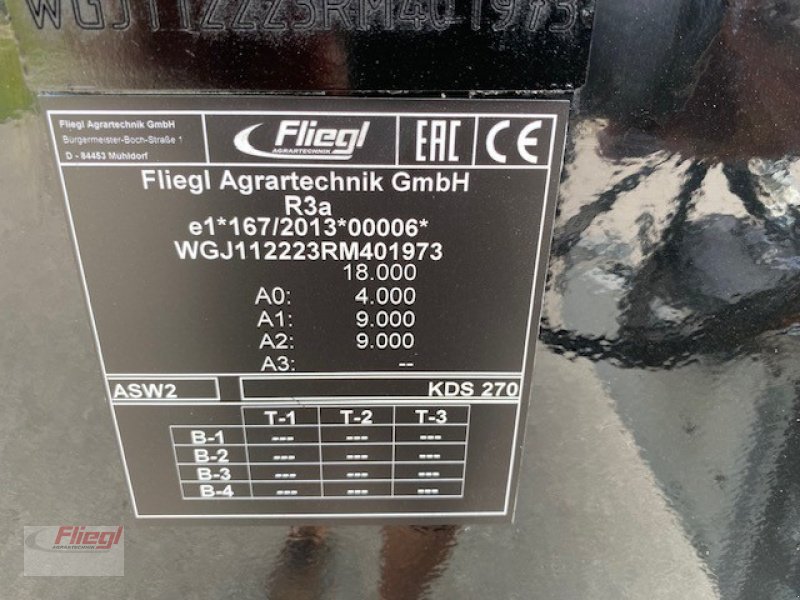 WGJ112223RM401973
Fliegl Agrartechnik GmbH
Bürgermeister-Boch-Straße 1
D - 84453 Mühldorf
Fliegl
AGRARTECHNIK
EAC
CE
Fliegl Agrartechnik GmbH
R3a
e1*167/2013*00006*
WGJ112223RM401973
18.000
A0: 4.000
A1: 9.000
A2: 9.000
A3: --
ASW2 KDS 270
T-1 T-2 T-3
B-1 --- --- ---
B-2 --- --- ---
B-3 --- --- ---
B-4 --- --- ---
Fliegl
AGRARTECHNIK